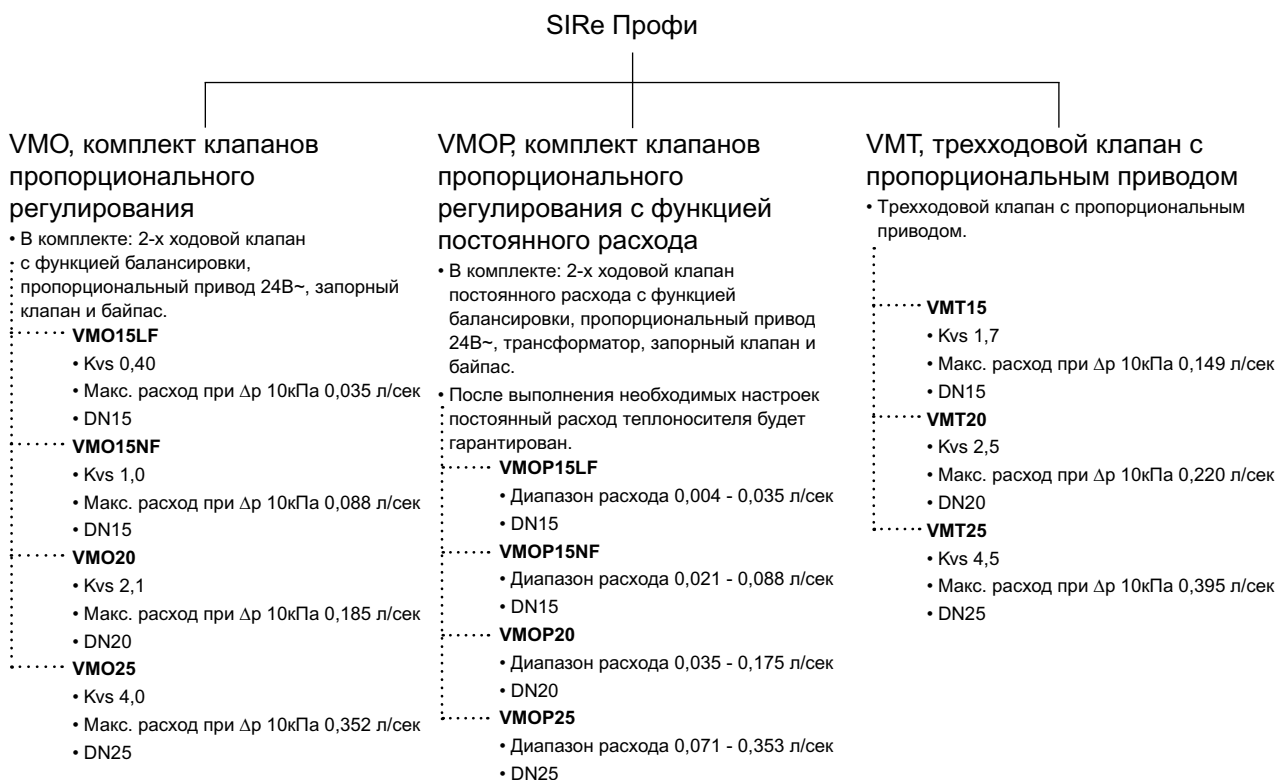 SIRe Профи
VMO, комплект клапанов
пропорционального
регулирования
• В комплекте: 2-х ходовой клапан
с функцией балансировки,
пропорциональный привод 24В~, запорный
клапан и байпас.
VMO15LF
• Kvs 0,40
• Макс. расход при Δp 10кПа 0,035 л/сек
• DN15
VMO15NF
• Kvs 1,0
• Макс. расход при Δp 10кПа 0,088 л/сек
• DN15
VMO20
• Kvs 2,1
• Макс. расход при Δp 10кПа 0,185 л/сек
• DN20
VMO25
• Kvs 4,0
• Макс. расход при Δp 10кПа 0,352 л/сек
• DN25
VMOP, комплект клапанов
пропорционального
регулирования с функцией
постоянного расхода
• В комплекте: 2-х ходовой клапан
постоянного расхода с функцией
балансировки, пропорциональный привод
24В~, трансформатор, запорный клапан и
байпас.
• После выполнения необходимых настроек
постоянный расход теплоносителя будет
гарантирован.
VMOP15LF
• Диапазон расхода 0,004 - 0,035 л/сек
• DN15
VMOP15NF
• Диапазон расхода 0,021 - 0,088 л/сек
• DN15
VMOP20
• Диапазон расхода 0,035 - 0,175 л/сек
• DN20
VMOP25
• Диапазон расхода 0,071 - 0,353 л/сек
• DN25
VMT, трехходовой клапан с
пропорциональным приводом
• Трехходовой клапан с пропорциональным
приводом.
VMT15
• Kvs 1,7
• Макс. расход при Δp 10кПа 0,149 л/сек
• DN15
VMT20
• Kvs 2,5
• Макс. расход при Δp 10кПа 0,220 л/сек
• DN20
VMT25
• Kvs 4,5
• Макс. расход при Δp 10кПа 0,395 л/сек
• DN25